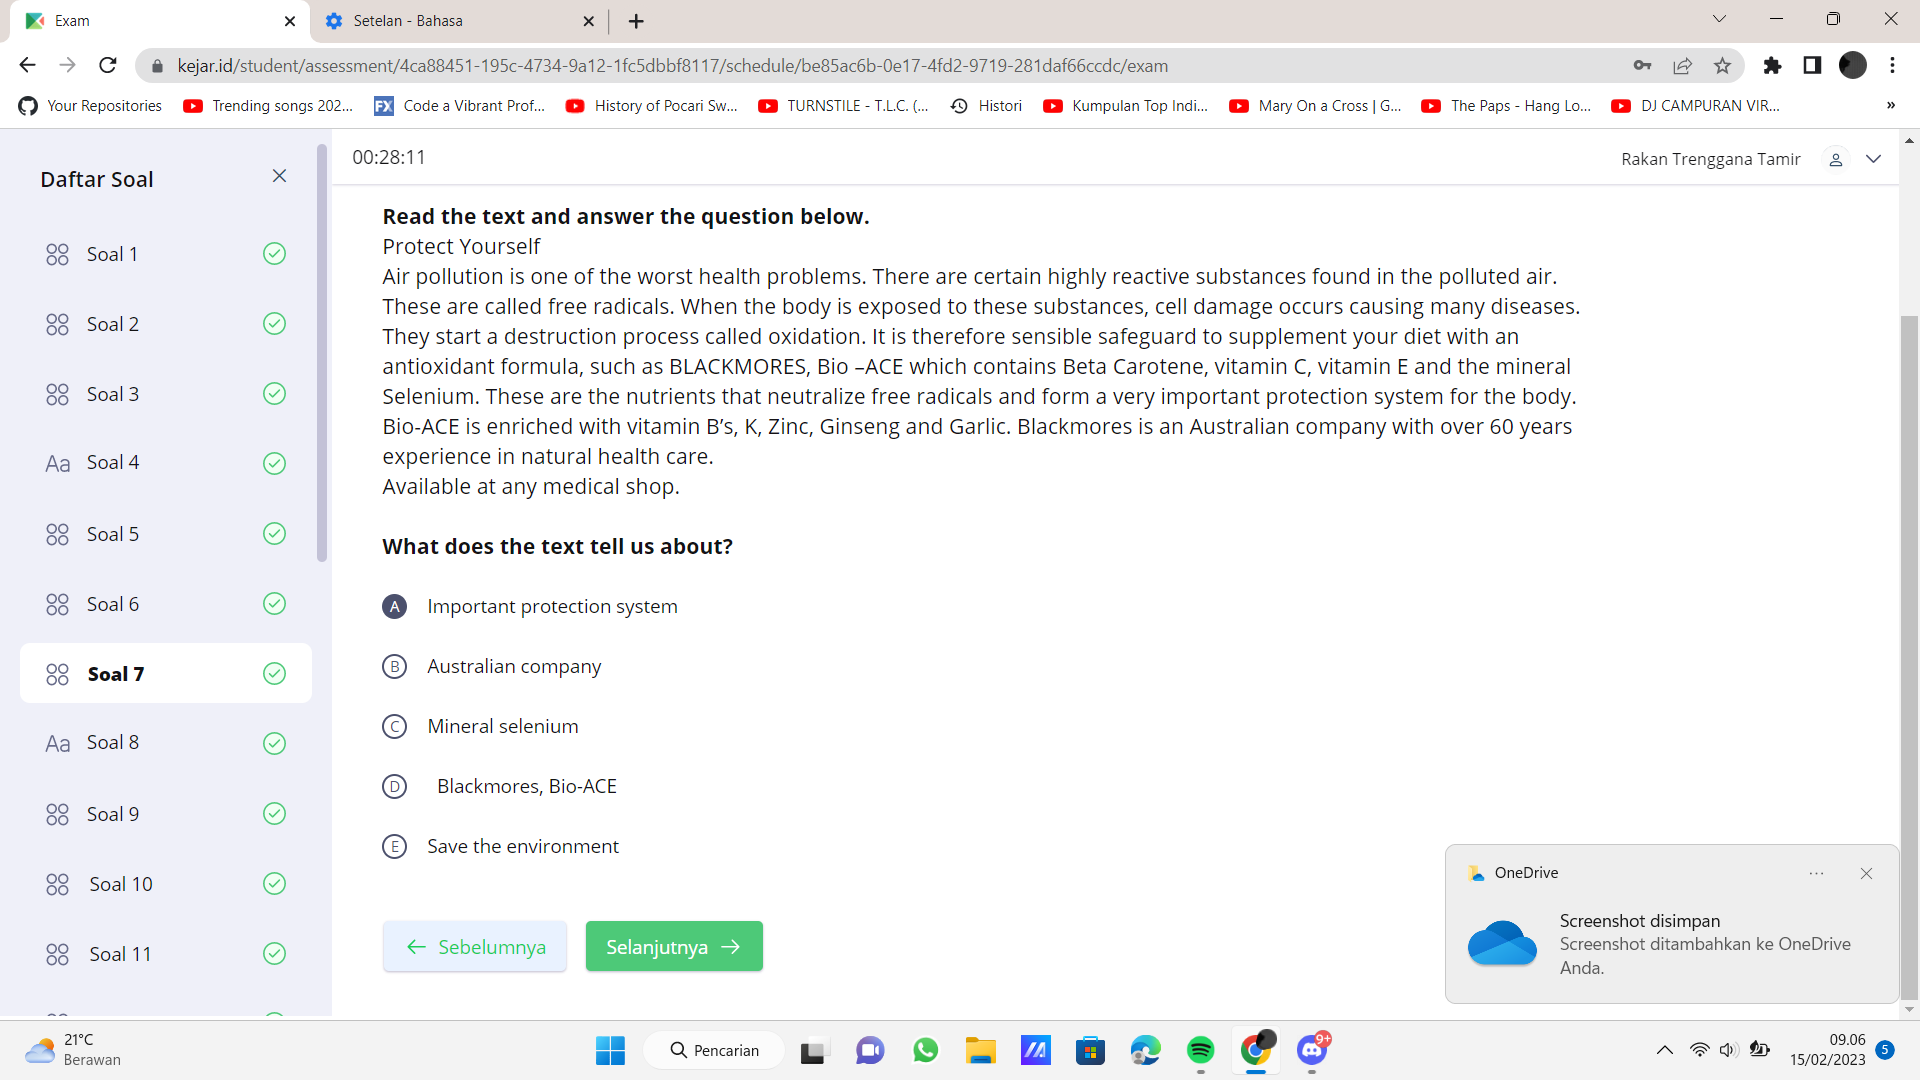 Exam
Setelan - Bahasa
kejar.id/student/assessment/4ca88451-195c-4734-9a12-1fc5dbbf8117/schedule/be85ac6b-0e17-4fd2-9719-281daf66ccdc/exam
Your Repositories
Trending songs 202...
FX
Code a Vibrant Prof...
History of Pocari Sw...
TURNSTILE - T.L.C. (...
Histori
Kumpulan Top Indi...
Mary On a Cross | G...
The Paps - Hang Lo...
DJ CAMPURAN VIR...
»
Daftar Soal
Soal 1
Soal 2
Soal 3
Aa Soal 4
Soal 5
Soal 6
Soal 7
Aa Soal 8
Soal 9
Soal 10
Soal 11
00:28:11
Rakan Trenggana Tamir
Read the text and answer the question below.
Protect Yourself
Air pollution is one of the worst health problems. There are certain highly reactive substances found in the polluted air.
These are called free radicals. When the body is exposed to these substances, cell damage occurs causing many diseases.
They start a destruction process called oxidation. It is therefore sensible safeguard to supplement your diet with an
antioxidant formula, such as BLACKMORES, Bio –ACE which contains Beta Carotene, vitamin C, vitamin E and the mineral
Selenium. These are the nutrients that neutralize free radicals and form a very important protection system for the body.
Bio-ACE is enriched with vitamin B’s, K, Zinc, Ginseng and Garlic. Blackmores is an Australian company with over 60 years
experience in natural health care.
Available at any medical shop.
What does the text tell us about?
A Important protection system
B Australian company
C Mineral selenium
D Blackmores, Bio-ACE
E Save the environment
← Sebelumnya
Selanjutnya →
OneDrive
Screenshot disimpan
Screenshot ditambahkan ke OneDrive
Anda.
21°C
Berawan
Pencarian
9+
09.06
15/02/2023
5